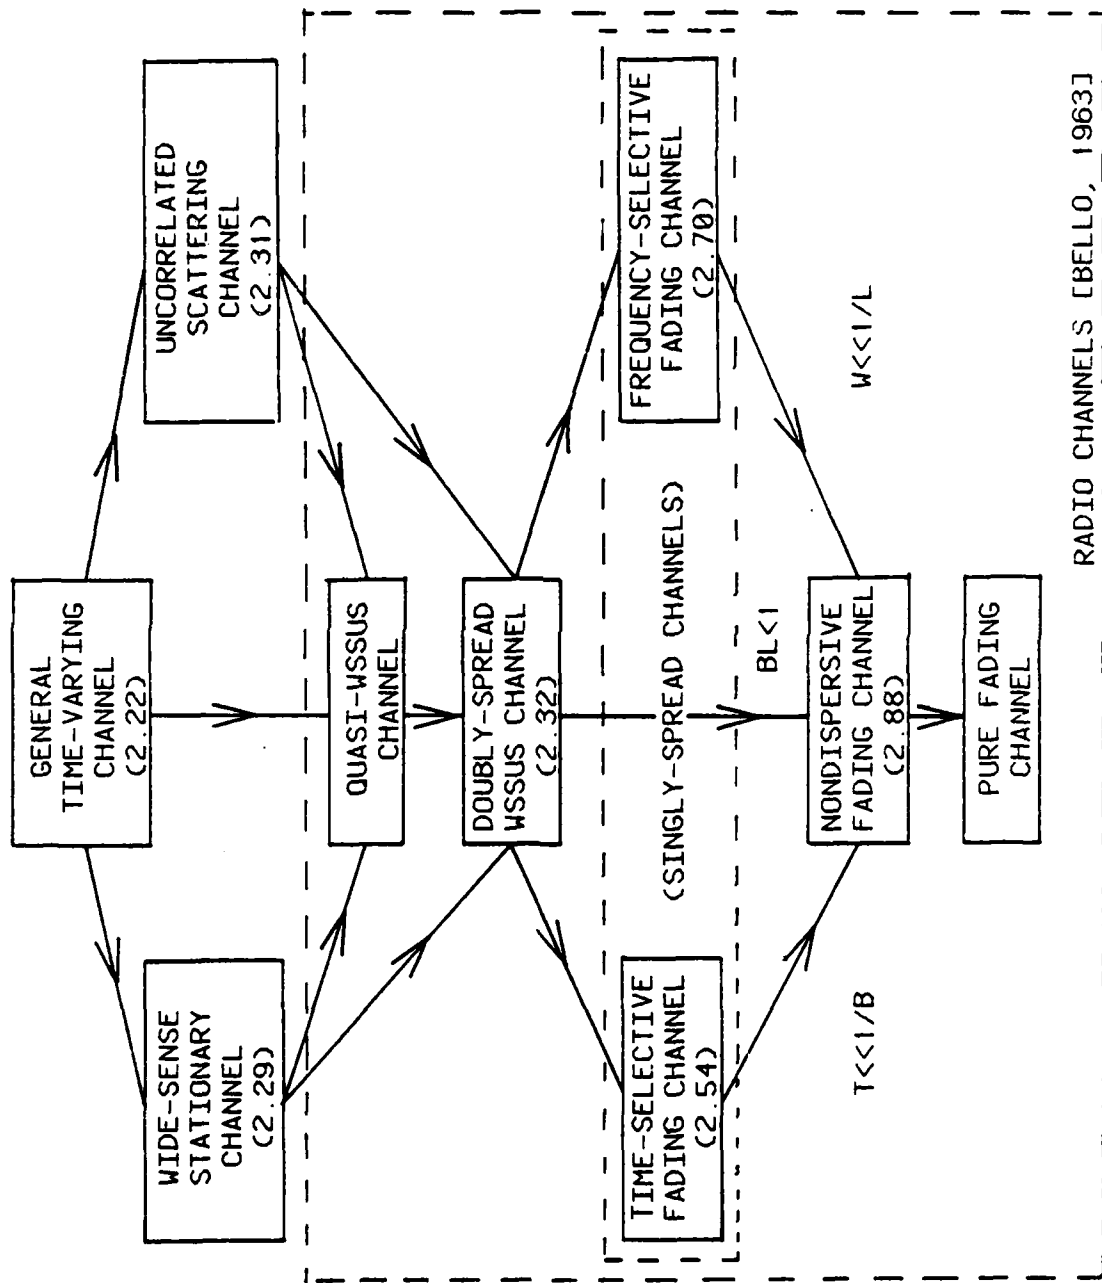 GENERAL
TIME-VARYING
CHANNEL
(2.22)
WIDE-SENSE
STATIONARY
CHANNEL
(2.29)
UNCORRELATED
SCATTERING
CHANNEL
(2.31)
QUASI-WSSUS
CHANNEL
DOUBLY-SPREAD
WSSUS CHANNEL
(2.32)
TIME-SELECTIVE
FADING CHANNEL
(2.54)
(SINGLY-SPREAD CHANNELS)
FREQUENCY-SELECTIVE
FADING CHANNEL
(2.70)
BL<1
T<<1/B
NONDISPERSIVE
FADING CHANNEL
(2.88)
W<<1/L
PURE FADING
CHANNEL
RADIO CHANNELS [BELLO, 1963]